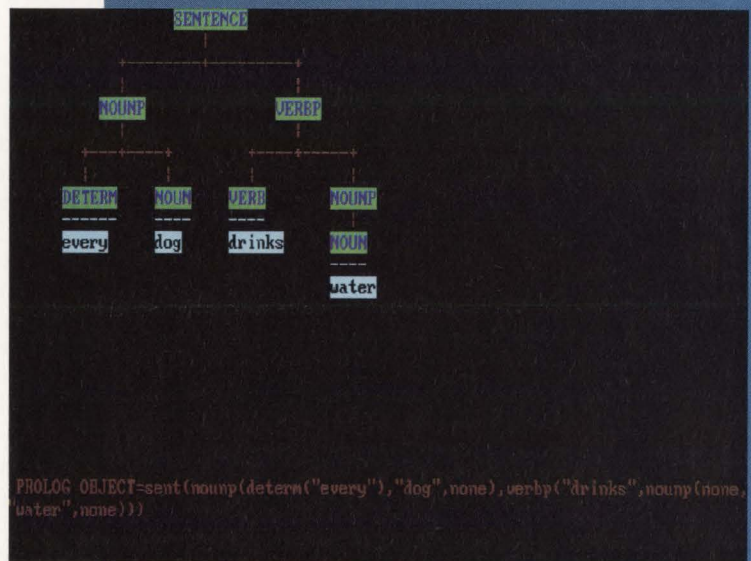 SENTENCE
NOUNP VERBP
DETERM NOUN VERB NOUNP
every dog drinks NOUN
water
PROLOG OBJECT=sent(nounp(determ("every"),"dog",none),verbp("drinks",nounp(none,
"water",none)))